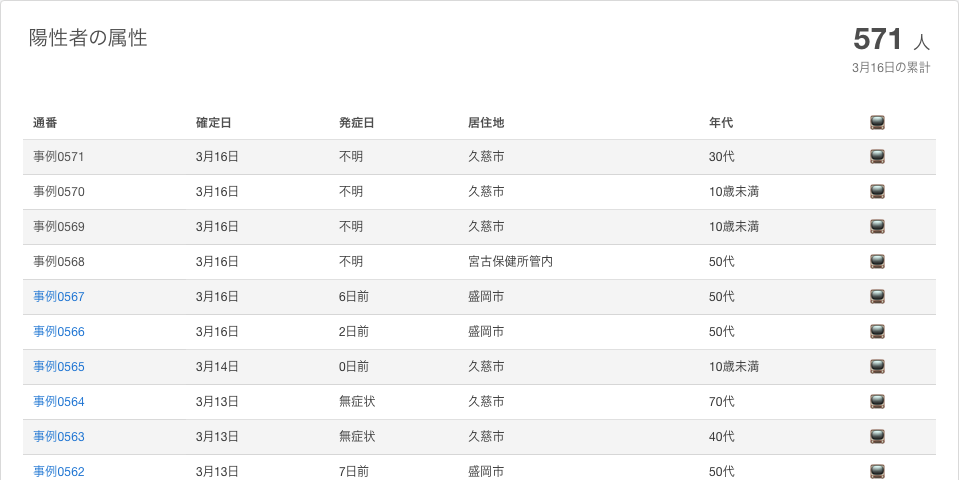 陽性者の属性
571 人
3月16日の累計
通番 確定日 発症日 居住地 年代
事例0571 3月16日 不明 久慈市 30代
事例0570 3月16日 不明 久慈市 10歳未満
事例0569 3月16日 不明 久慈市 10歳未満
事例0568 3月16日 不明 宮古保健所管内 50代
事例0567 3月16日 6日前 盛岡市 50代
事例0566 3月16日 2日前 盛岡市 50代
事例0565 3月14日 0日前 久慈市 10歳未満
事例0564 3月13日 無症状 久慈市 70代
事例0563 3月13日 無症状 久慈市 40代
事例0562 3月13日 7日前 盛岡市 50代